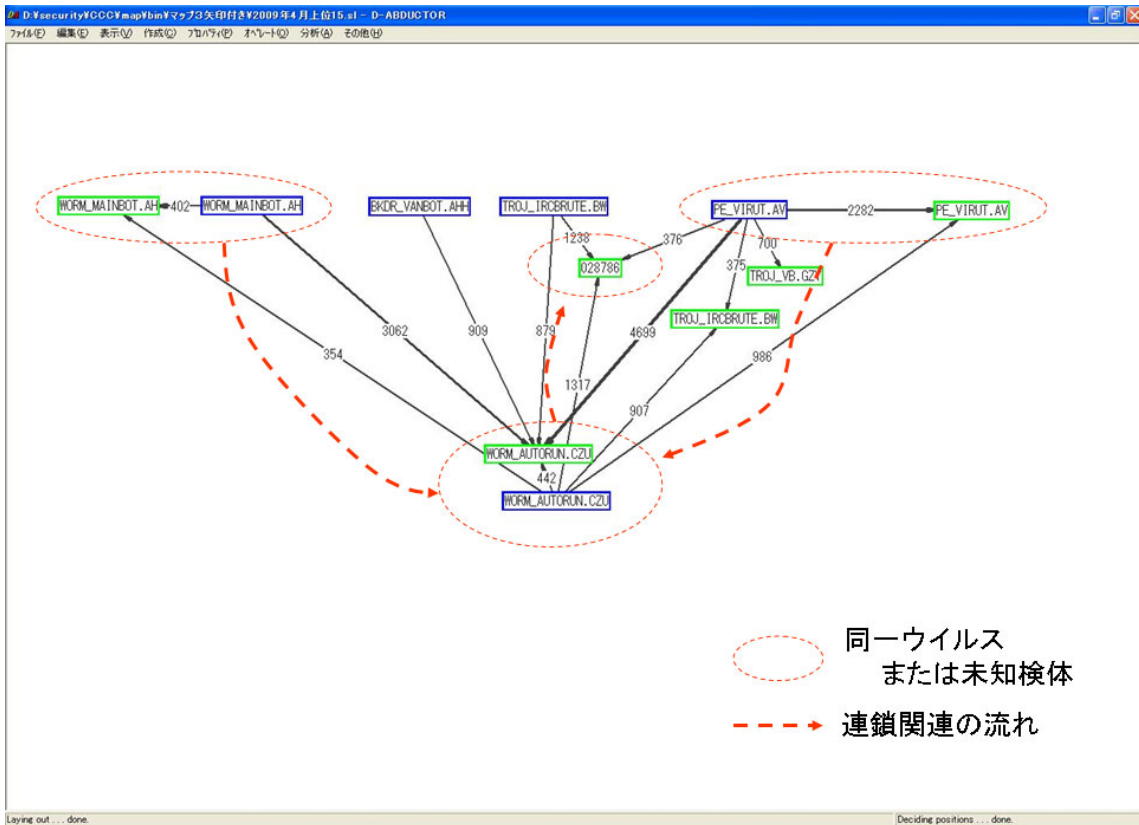 D:¥security¥CCC¥map¥bin¥マップ3矢印付き¥2009年4月上位15.sl - D-ABDUCTOR
ファイル(F) 編集(E) 表示(V) 作成(C) プロパティ(P) オペレート(O) 分析(A) その他(H)
WORM_MAINBOT.AH
402
WORM_MAINBOT.AH
BKDR_VANBOT.AHH
TROJ_IRCBRUTE.BW
PE_VIRUT.AV
2282
PE_VIRUT.AV
1238
376
700
028786
375
TROJ_VB.GZT
TROJ_IRCBRUTE.BW
3062
909
879
4699
354
986
1317
907
WORM_AUTORUN.CZU
442
WORM_AUTORUN.CZU
同一ウイルス
または未知検体
連鎖関連の流れ
Laying out ... done.
Deciding positions ... done.